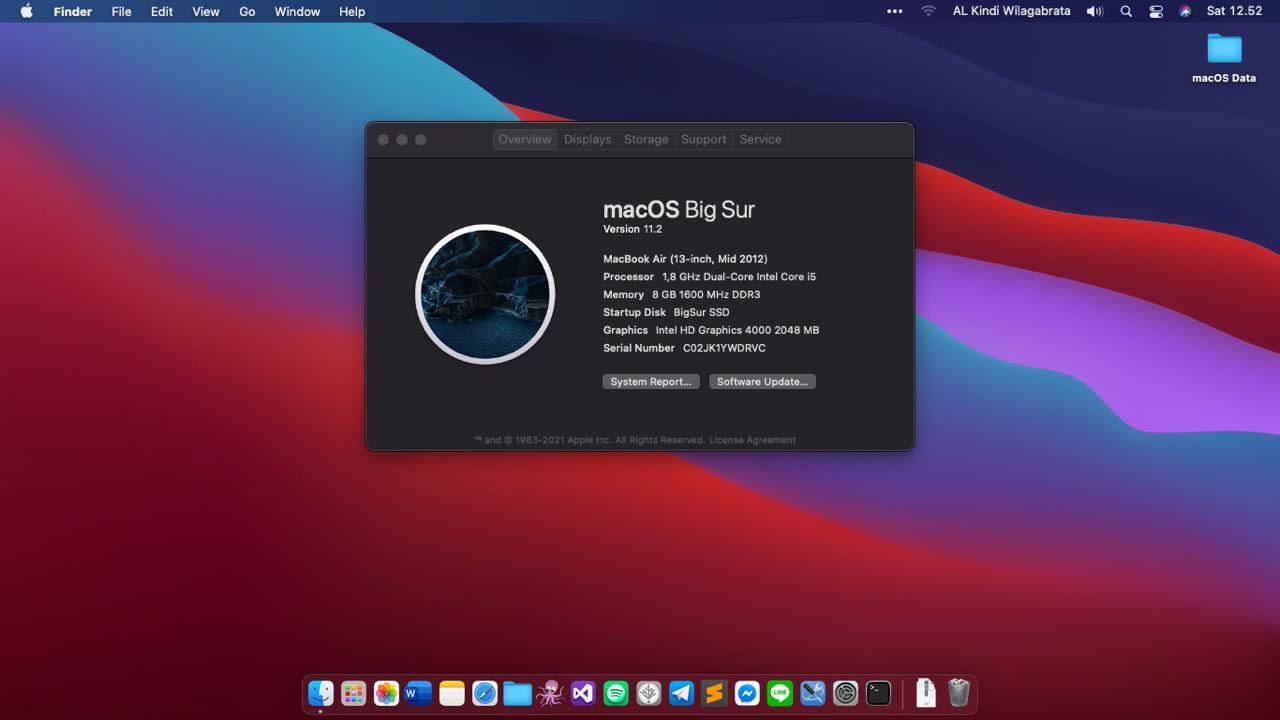 Finder File Edit View Go Window Help ••• AL Kindi Wilagabrata Sat 12.52
macOS Data
Overview Displays Storage Support Service
macOS Big Sur
Version 11.2
MacBook Air (13-inch, Mid 2012)
Processor 1,8 GHz Dual-Core Intel Core i5
Memory 8 GB 1600 MHz DDR3
Startup Disk BigSur SSD
Graphics Intel HD Graphics 4000 2048 MB
Serial Number C02JK1YWDRVC
System Report... Software Update...
™ and © 1983-2021 Apple Inc. All Rights Reserved. License Agreement
W LINE >_